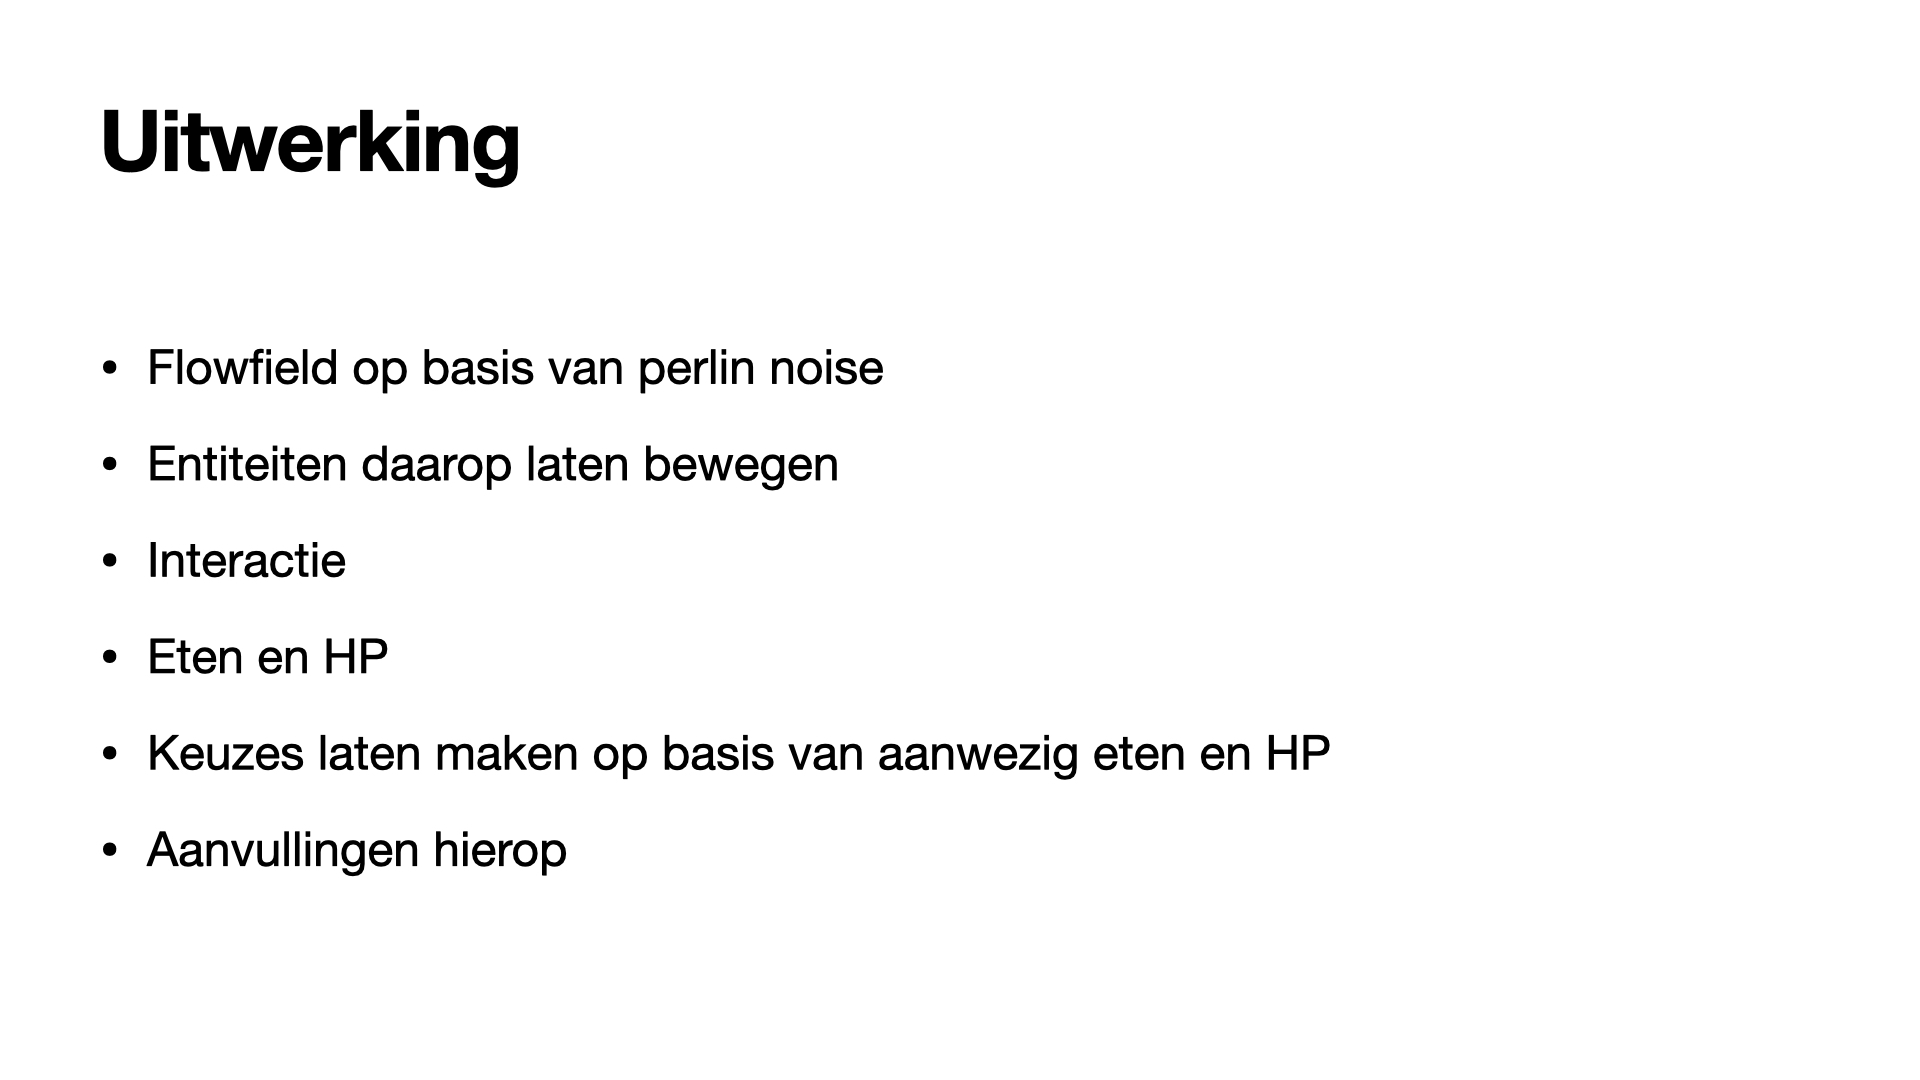 Uitwerking
• Flowfield op basis van perlin noise
• Entiteiten daarop laten bewegen
• Interactie
• Eten en HP
• Keuzes laten maken op basis van aanwezig eten en HP
• Aanvullingen hierop